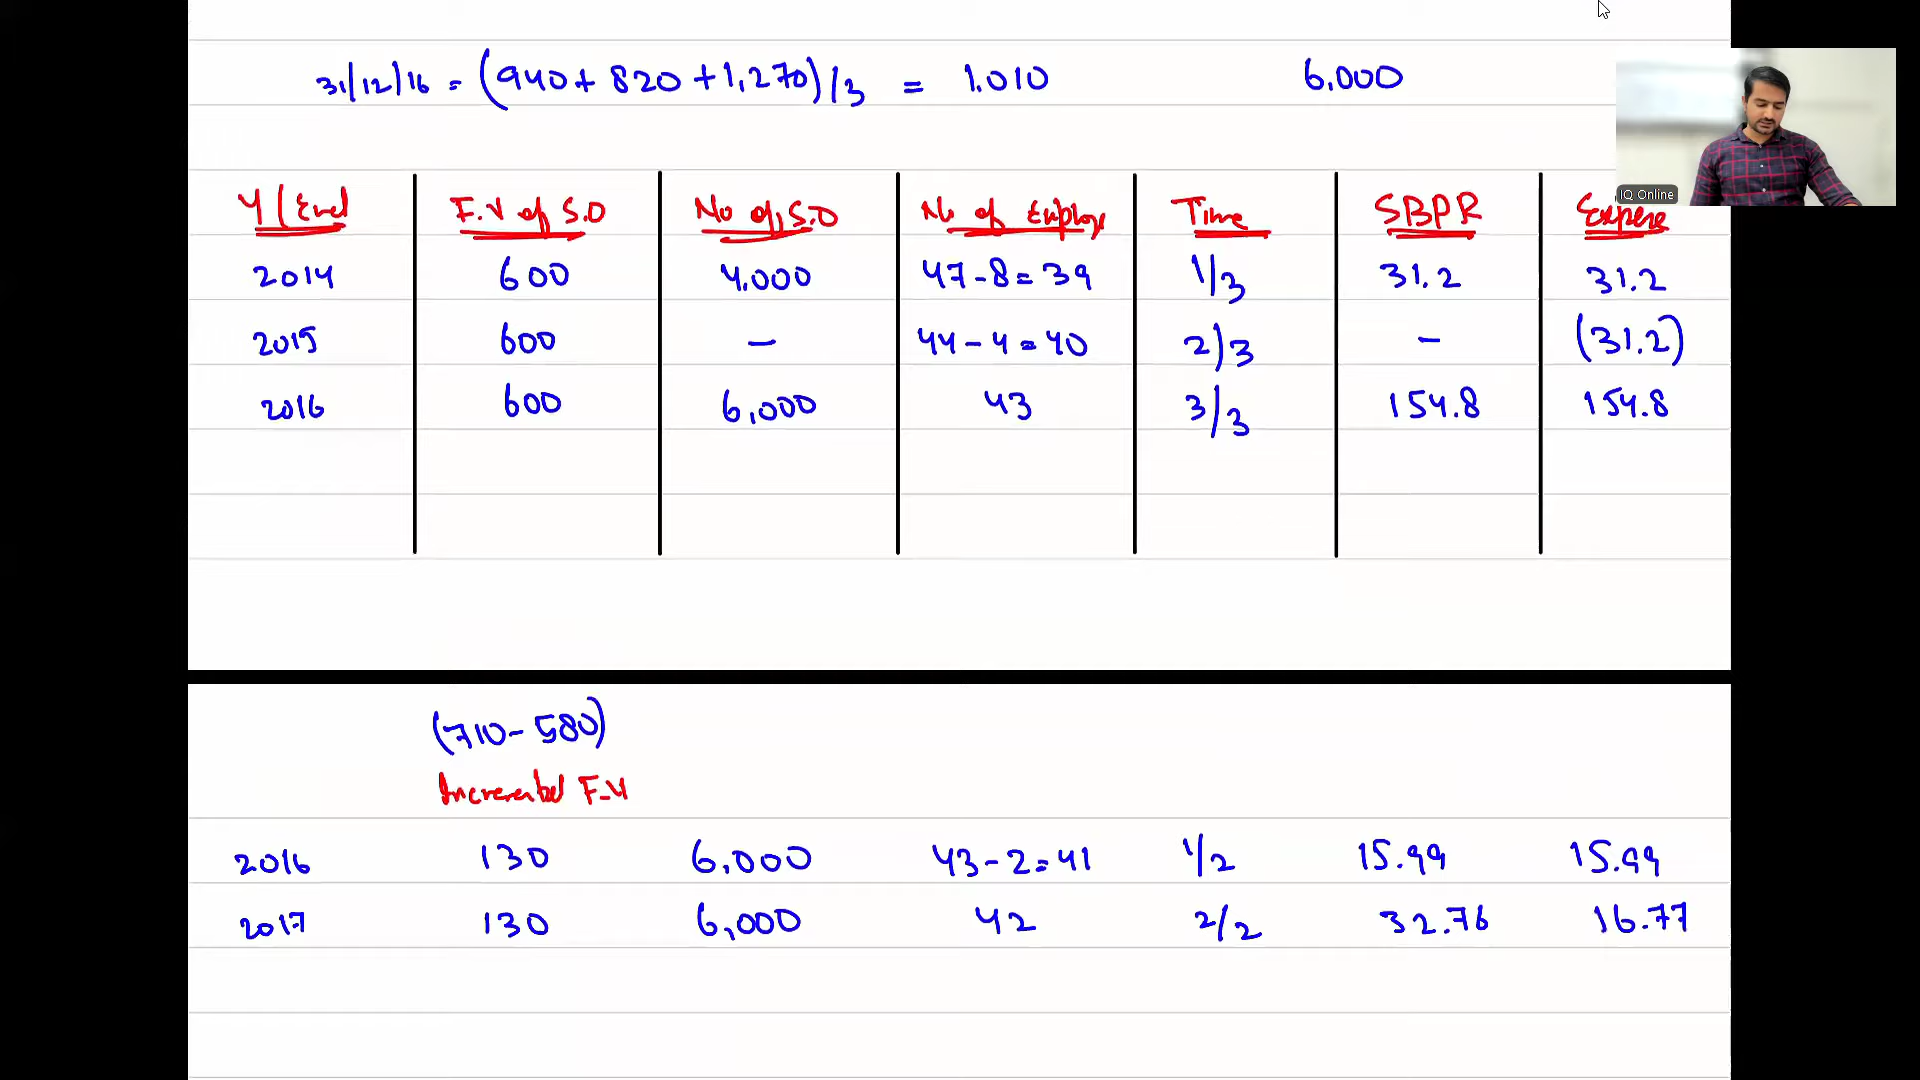 31/12/16 = (940 + 820 + 1,270)/3 = 1.010 6,000
IQ Online
Y/End F.V of S.O No of S.O No of Employe Time SBPR Expense
2014 600 4,000 47-8=39 1/3 31.2 31.2
2015 600 - 44-4=40 2/3 - (31.2)
2016 600 6,000 43 3/3 154.8 154.8
(710-580)
Incremental F.V
2016 130 6,000 43-2=41 1/2 15.99 15.99
2017 130 6,000 42 2/2 32.76 16.77